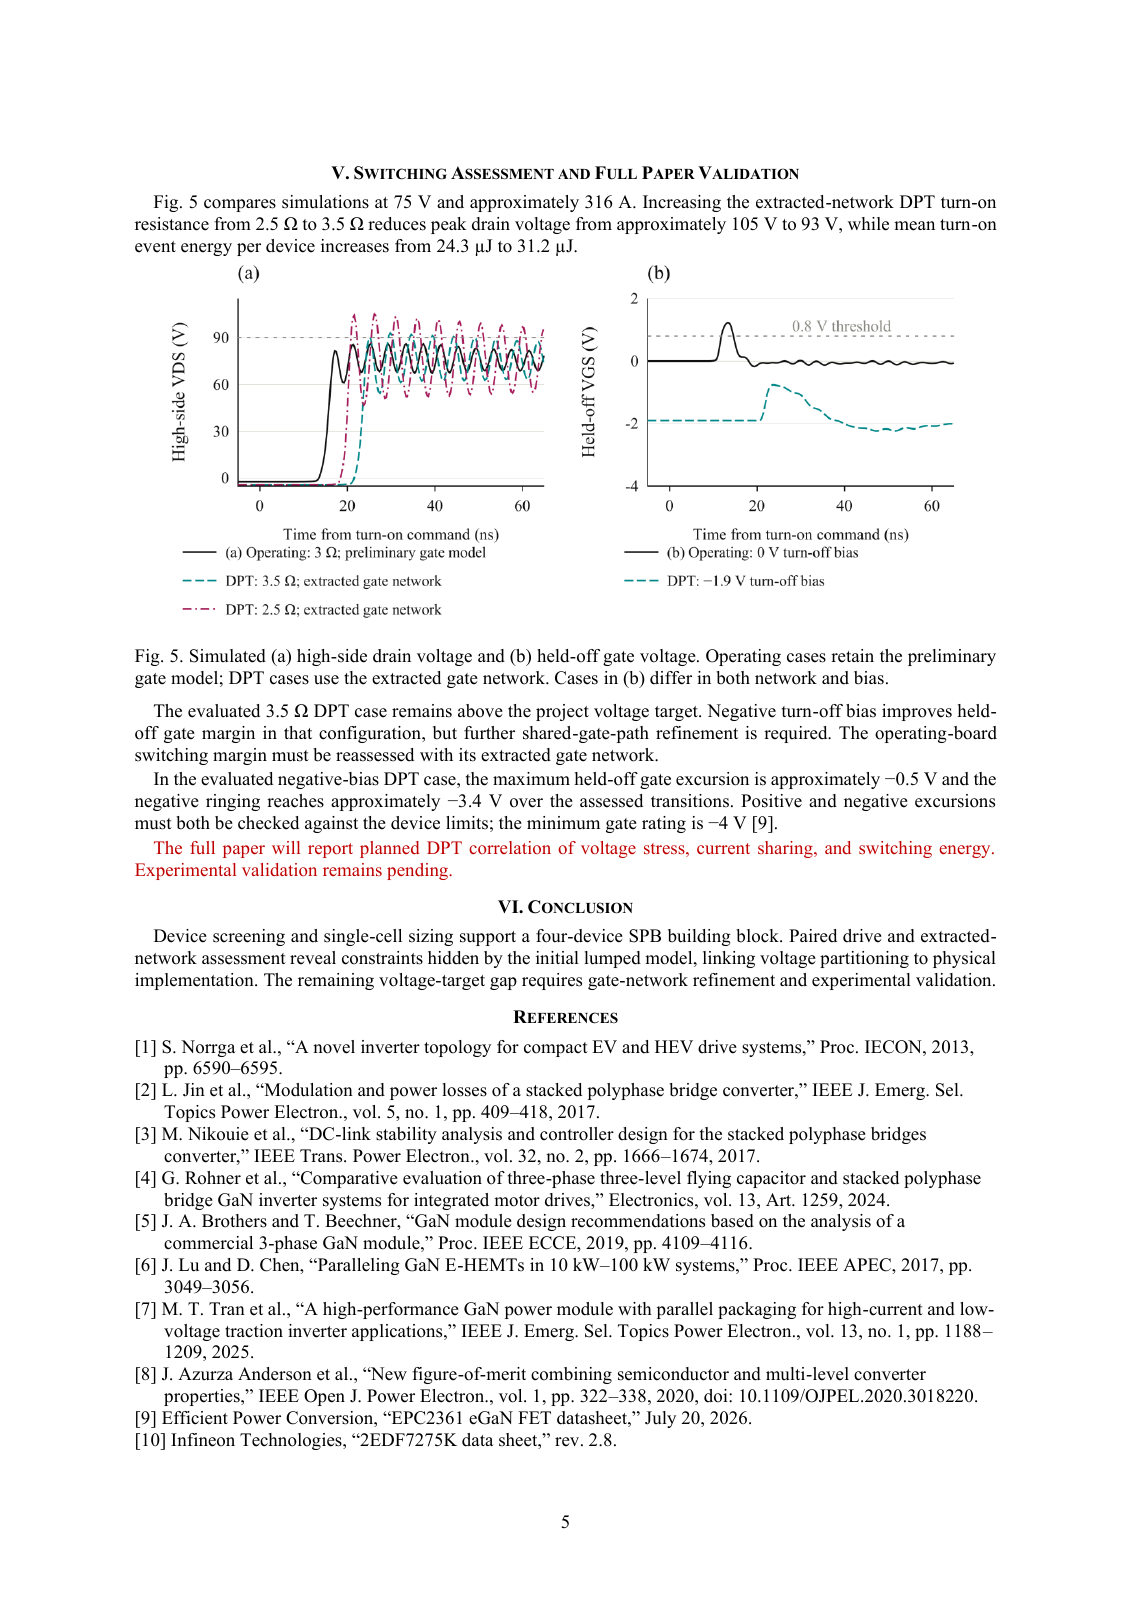 V. SWITCHING ASSESSMENT AND FULL PAPER VALIDATION
Fig. 5 compares simulations at 75 V and approximately 316 A. Increasing the extracted-network DPT turn-on
resistance from 2.5 Ω to 3.5 Ω reduces peak drain voltage from approximately 105 V to 93 V, while mean turn-on
event energy per device increases from 24.3 μJ to 31.2 μJ.
(a)
High-side VDS (V)
90
60
30
0
0 20 40 60
Time from turn-on command (ns)
(a) Operating: 3 Ω; preliminary gate model
DPT: 3.5 Ω; extracted gate network
DPT: 2.5 Ω; extracted gate network
(b)
Held-off VGS (V)
2
0
-2
-4
0.8 V threshold
0 20 40 60
Time from turn-on command (ns)
(b) Operating: 0 V turn-off bias
DPT: −1.9 V turn-off bias
Fig. 5. Simulated (a) high-side drain voltage and (b) held-off gate voltage. Operating cases retain the preliminary
gate model; DPT cases use the extracted gate network. Cases in (b) differ in both network and bias.
The evaluated 3.5 Ω DPT case remains above the project voltage target. Negative turn-off bias improves held-
off gate margin in that configuration, but further shared-gate-path refinement is required. The operating-board
switching margin must be reassessed with its extracted gate network.
In the evaluated negative-bias DPT case, the maximum held-off gate excursion is approximately −0.5 V and the
negative ringing reaches approximately −3.4 V over the assessed transitions. Positive and negative excursions
must both be checked against the device limits; the minimum gate rating is −4 V [9].
The full paper will report planned DPT correlation of voltage stress, current sharing, and switching energy.
Experimental validation remains pending.
VI. CONCLUSION
Device screening and single-cell sizing support a four-device SPB building block. Paired drive and extracted-
network assessment reveal constraints hidden by the initial lumped model, linking voltage partitioning to physical
implementation. The remaining voltage-target gap requires gate-network refinement and experimental validation.
REFERENCES
[1] S. Norrga et al., “A novel inverter topology for compact EV and HEV drive systems,” Proc. IECON, 2013,
pp. 6590–6595.
[2] L. Jin et al., “Modulation and power losses of a stacked polyphase bridge converter,” IEEE J. Emerg. Sel.
Topics Power Electron., vol. 5, no. 1, pp. 409–418, 2017.
[3] M. Nikouie et al., “DC-link stability analysis and controller design for the stacked polyphase bridges
converter,” IEEE Trans. Power Electron., vol. 32, no. 2, pp. 1666–1674, 2017.
[4] G. Rohner et al., “Comparative evaluation of three-phase three-level flying capacitor and stacked polyphase
bridge GaN inverter systems for integrated motor drives,” Electronics, vol. 13, Art. 1259, 2024.
[5] J. A. Brothers and T. Beechner, “GaN module design recommendations based on the analysis of a
commercial 3-phase GaN module,” Proc. IEEE ECCE, 2019, pp. 4109–4116.
[6] J. Lu and D. Chen, “Paralleling GaN E-HEMTs in 10 kW–100 kW systems,” Proc. IEEE APEC, 2017, pp.
3049–3056.
[7] M. T. Tran et al., “A high-performance GaN power module with parallel packaging for high-current and low-
voltage traction inverter applications,” IEEE J. Emerg. Sel. Topics Power Electron., vol. 13, no. 1, pp. 1188–
1209, 2025.
[8] J. Azurza Anderson et al., “New figure-of-merit combining semiconductor and multi-level converter
properties,” IEEE Open J. Power Electron., vol. 1, pp. 322–338, 2020, doi: 10.1109/OJPEL.2020.3018220.
[9] Efficient Power Conversion, “EPC2361 eGaN FET datasheet,” July 20, 2026.
[10] Infineon Technologies, “2EDF7275K data sheet,” rev. 2.8.
5